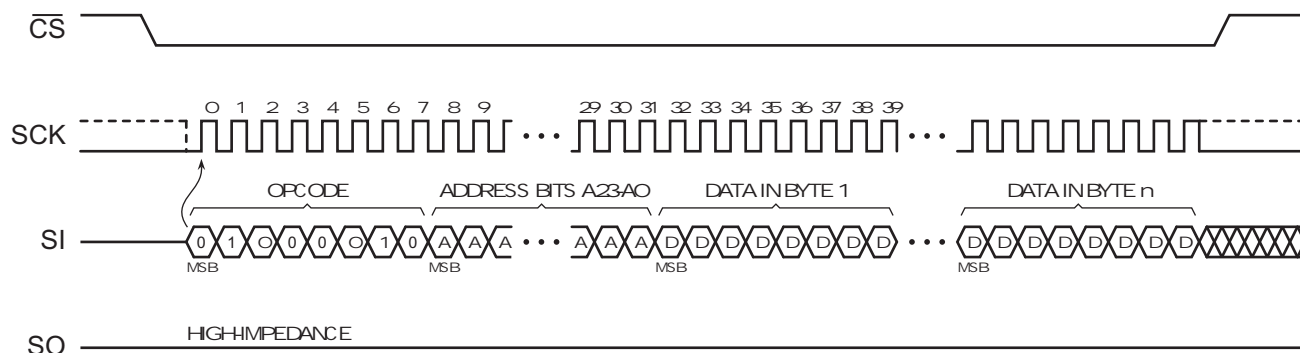 CS
0 1 2 3 4 5 6 7 8 9 29 30 31 32 33 34 35 36 37 38 39
SCK • • • • • •
OPCODE ADDRESS BITS A23-A0 DATA IN BYTE 1 DATA IN BYTE n
SI 0 1 0 0 0 0 1 0 A A A • • • A A A D D D D D D D D • • • D D D D D D D D
MSB MSB MSB MSB
HIGH-IMPEDANCE
SO